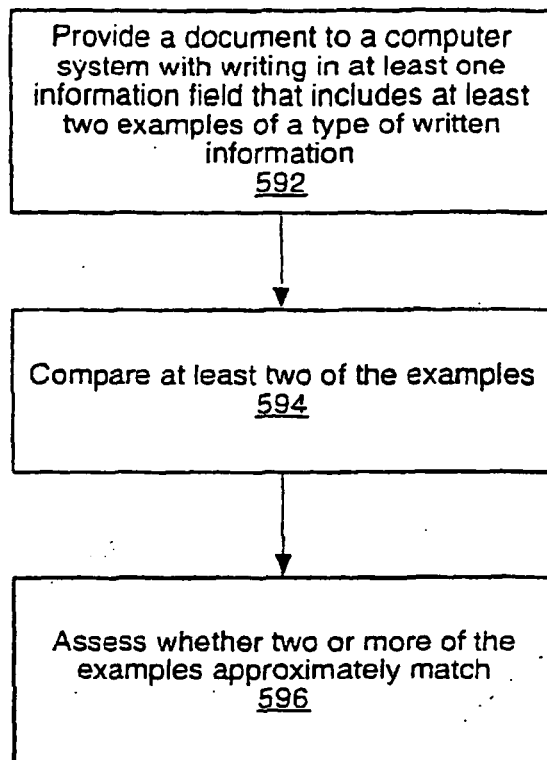 Provide a document to a computer
system with writing in at least one
information field that includes at least
two examples of a type of written
information
592
Compare at least two of the examples
594
Assess whether two or more of the
examples approximately match
596